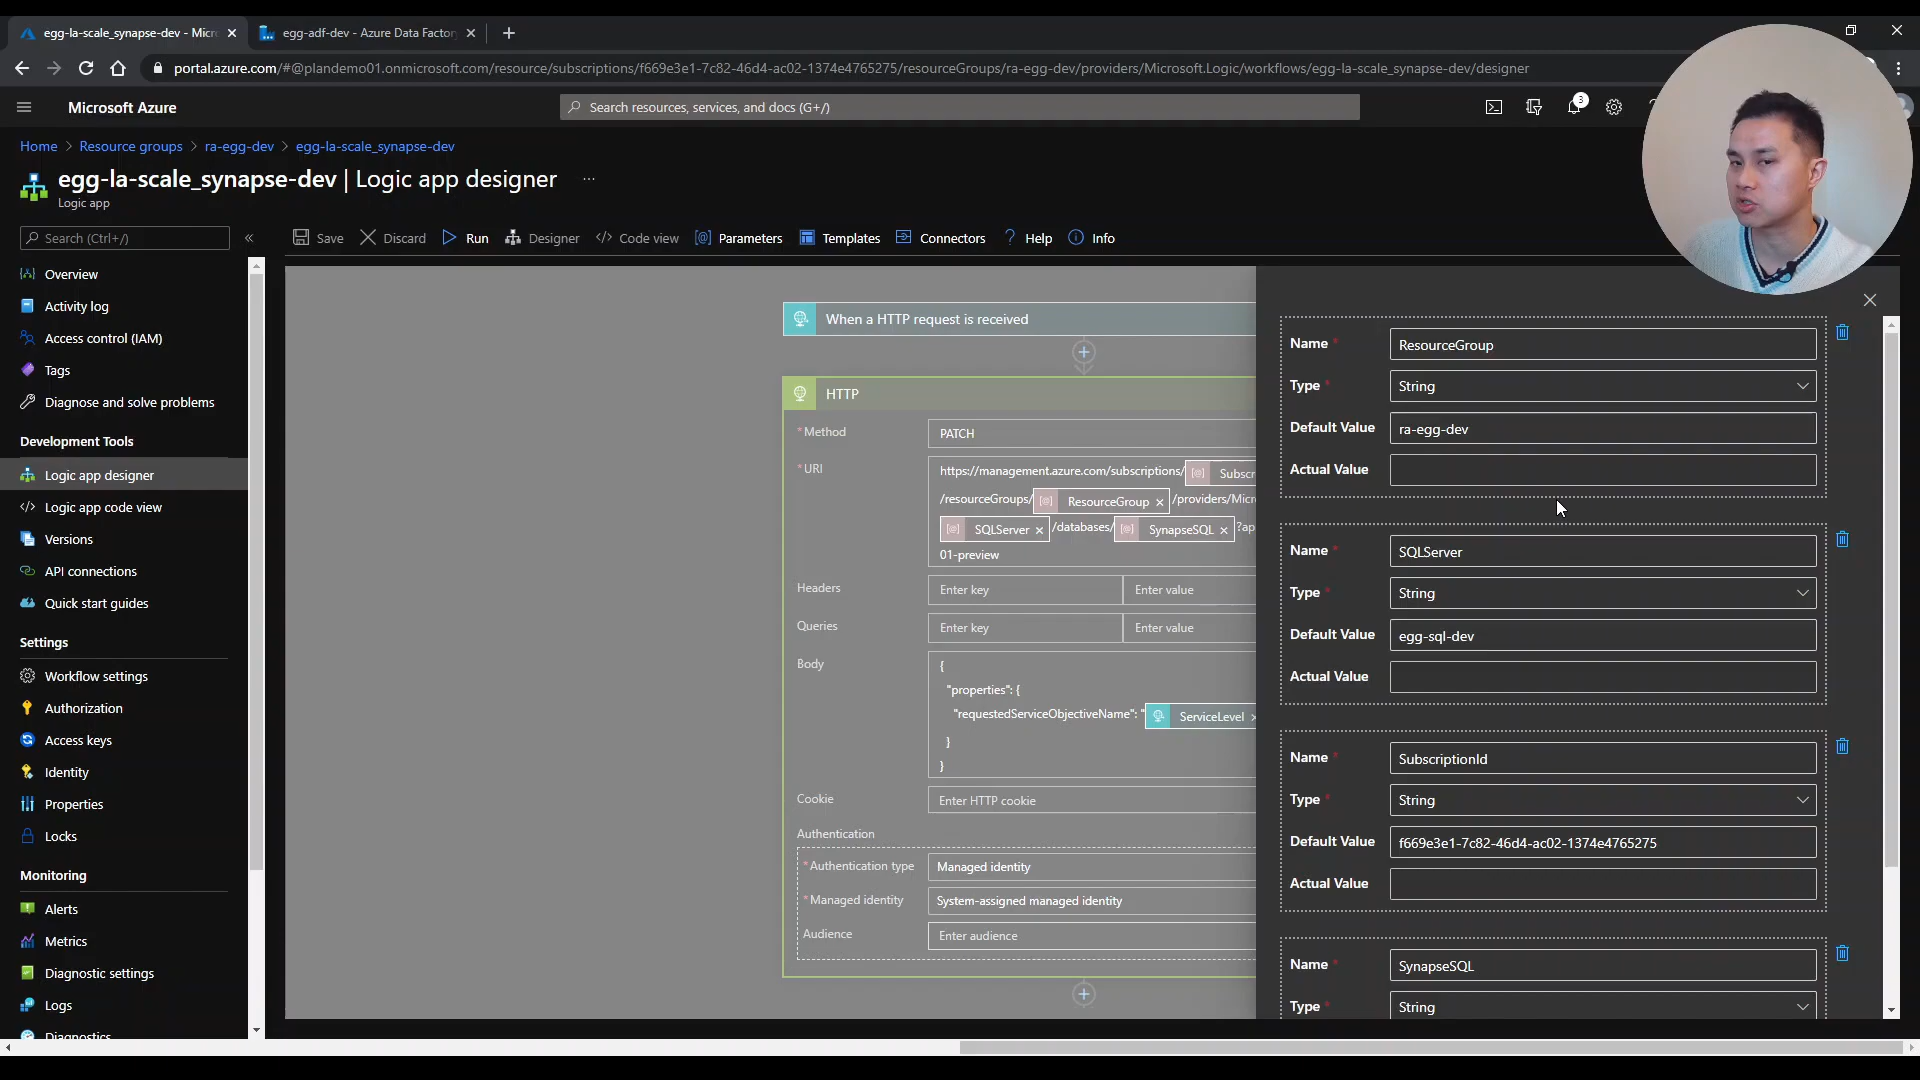 egg-la-scale_synapse-dev - Micr
egg-adf-dev - Azure Data Factor
portal.azure.com/#@plandemo01.onmicrosoft.com/resource/subscriptions/f669e3e1-7c82-46d4-ac02-1374e4765275/resourceGroups/ra-egg-dev/providers/Microsoft.Logic/workflows/egg-la-scale_synapse-dev/designer
Microsoft Azure
Search resources, services, and docs (G+/)
3
Home > Resource groups > ra-egg-dev > egg-la-scale_synapse-dev
egg-la-scale_synapse-dev | Logic app designer ...
Logic app
Search (Ctrl+/)
«
Save Discard Run Designer Code view Parameters Templates Connectors Help Info
Overview
Activity log
Access control (IAM)
Tags
Diagnose and solve problems
Development Tools
Logic app designer
Logic app code view
Versions
API connections
Quick start guides
Settings
Workflow settings
Authorization
Access keys
Identity
Properties
Locks
Monitoring
Alerts
Metrics
Diagnostic settings
Logs
Diagnostics
When a HTTP request is received
HTTP
* Method
PATCH
* URI
https://management.azure.com/subscriptions/ Subscr
/resourceGroups/ ResourceGroup × /providers/Micr
SQLServer × /databases/ SynapseSQL × ?ap
01-preview
Headers
Enter key Enter value
Queries
Enter key Enter value
Body
{
"properties": {
"requestedServiceObjectiveName": " ServiceLevel ×
}
}
Cookie
Enter HTTP cookie
Authentication
* Authentication type
Managed identity
* Managed identity
System-assigned managed identity
Audience
Enter audience
Name *
ResourceGroup
Type *
String
Default Value
ra-egg-dev
Actual Value
Name *
SQLServer
Type *
String
Default Value
egg-sql-dev
Actual Value
Name *
SubscriptionId
Type *
String
Default Value
f669e3e1-7c82-46d4-ac02-1374e4765275
Actual Value
Name *
SynapseSQL
Type *
String